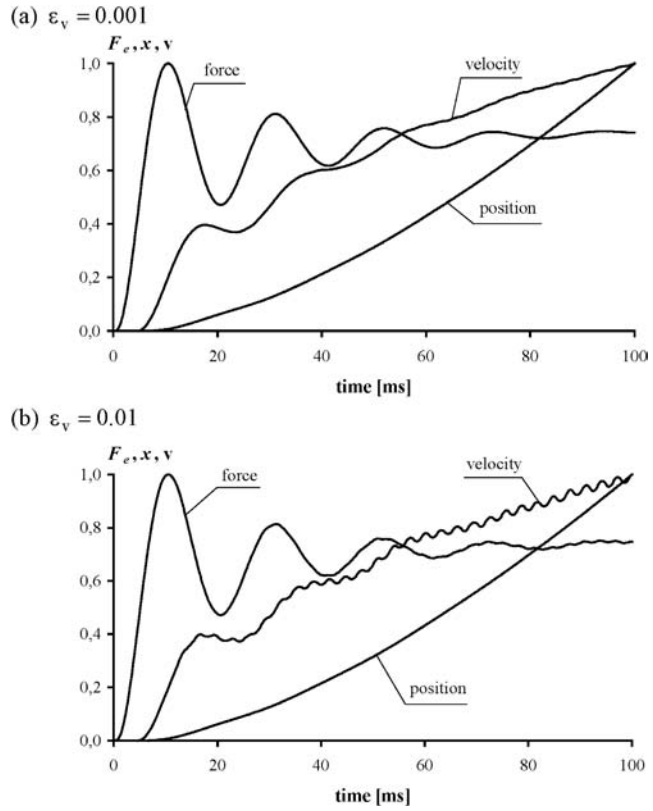 (a) εᵥ = 0.001
Fₑ, x, v
1,0
0,8
0,6
0,4
0,2
0,0
force
velocity
position
0 20 40 60 80 100
time [ms]
(b) εᵥ = 0.01
Fₑ, x, v
1,0
0,8
0,6
0,4
0,2
0,0
force
velocity
position
0 20 40 60 80 100
time [ms]